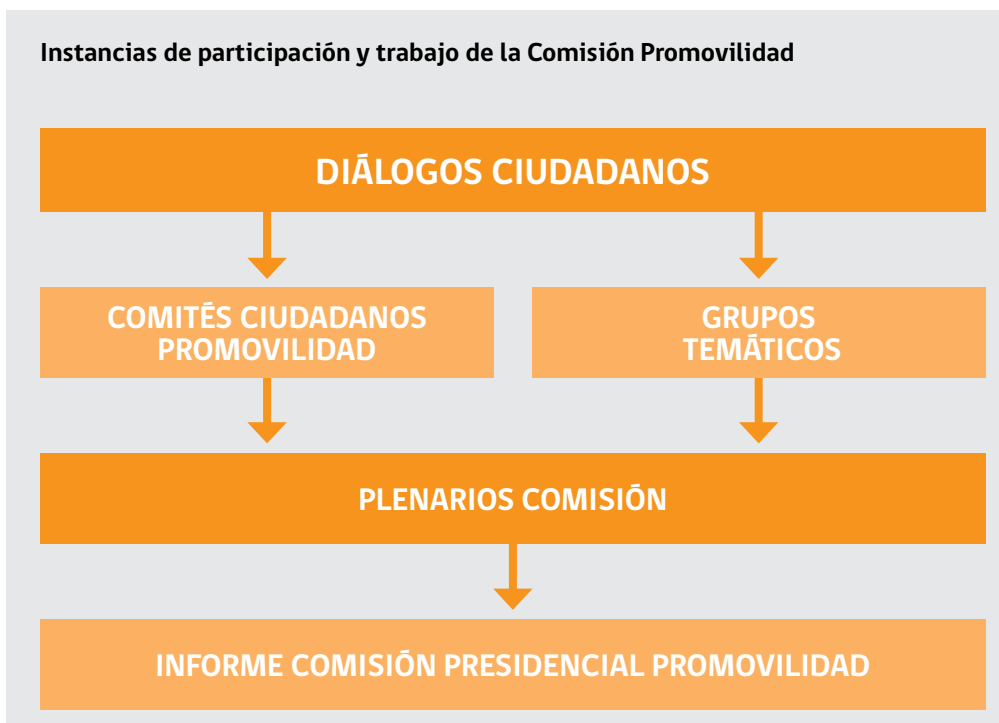 Instancias de participación y trabajo de la Comisión Promovilidad
DIÁLOGOS CIUDADANOS
COMITÉS CIUDADANOS
PROMOVILIDAD
GRUPOS
TEMÁTICOS
PLENARIOS COMISIÓN
INFORME COMISIÓN PRESIDENCIAL PROMOVILIDAD